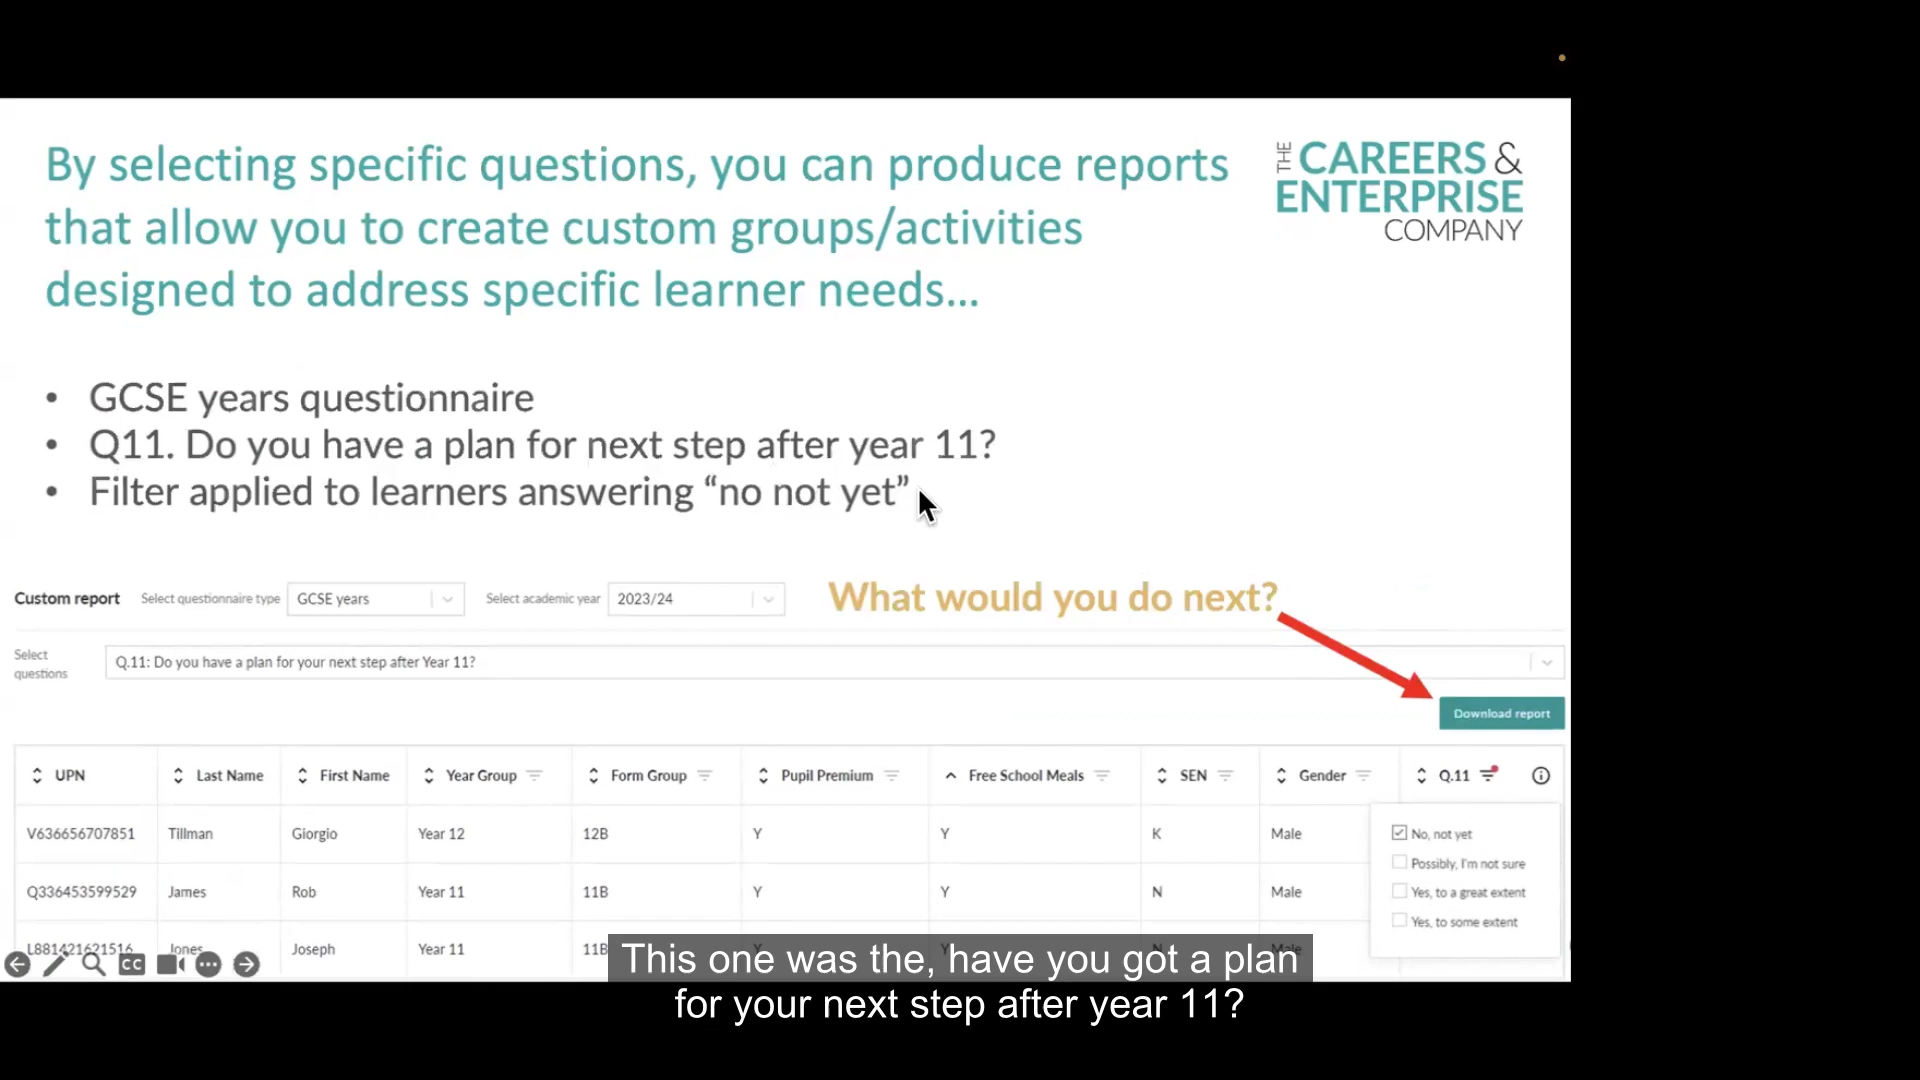 By selecting specific questions, you can produce reports
that allow you to create custom groups/activities
designed to address specific learner needs...
THE CAREERS &
ENTERPRISE
COMPANY
• GCSE years questionnaire
• Q11. Do you have a plan for next step after year 11?
• Filter applied to learners answering “no not yet”
Custom report Select questionnaire type GCSE years Select academic year 2023/24
What would you do next?
Select questions Q.11: Do you have a plan for your next step after Year 11?
Download report
UPN Last Name First Name Year Group Form Group Pupil Premium Free School Meals SEN Gender Q.11
V636656707851 Tillman Giorgio Year 12 12B Y Y K Male
Q336453599529 James Rob Year 11 11B Y Y N Male
L881421621516 Jones Joseph Year 11 11B Y Y N Male
No, not yet
Possibly, I'm not sure
Yes, to a great extent
Yes, to some extent
CC
This one was the, have you got a plan
for your next step after year 11?